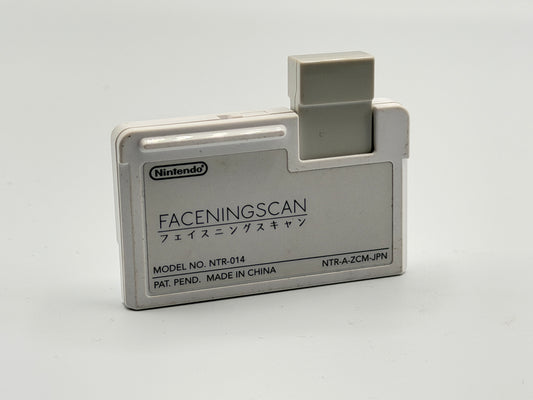 Nintendo
FACENINGSCAN
フェイスニングスキャン
MODEL NO. NTR-014
PAT. PEND. MADE IN CHINA
NTR-A-ZCM-JPN